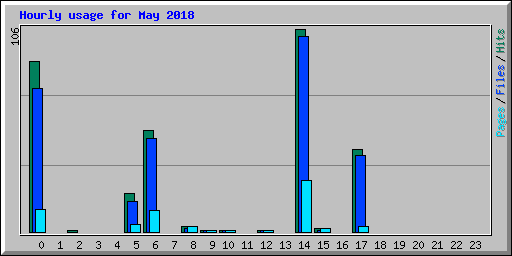 Hourly usage for May 2018
106
Pages/Files/Hits
0 1 2 3 4 5 6 7 8 9 10 11 12 13 14 15 16 17 18 19 20 21 22 23